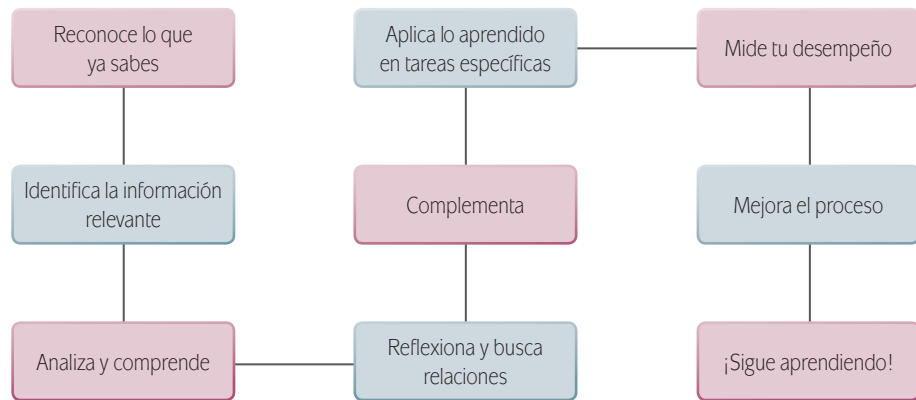 Reconoce lo que
ya sabes
Identifica la información
relevante
Analiza y comprende
Reflexiona y busca
relaciones
Complementa
Aplica lo aprendido
en tareas específicas
Mide tu desempeño
Mejora el proceso
¡Sigue aprendiendo!